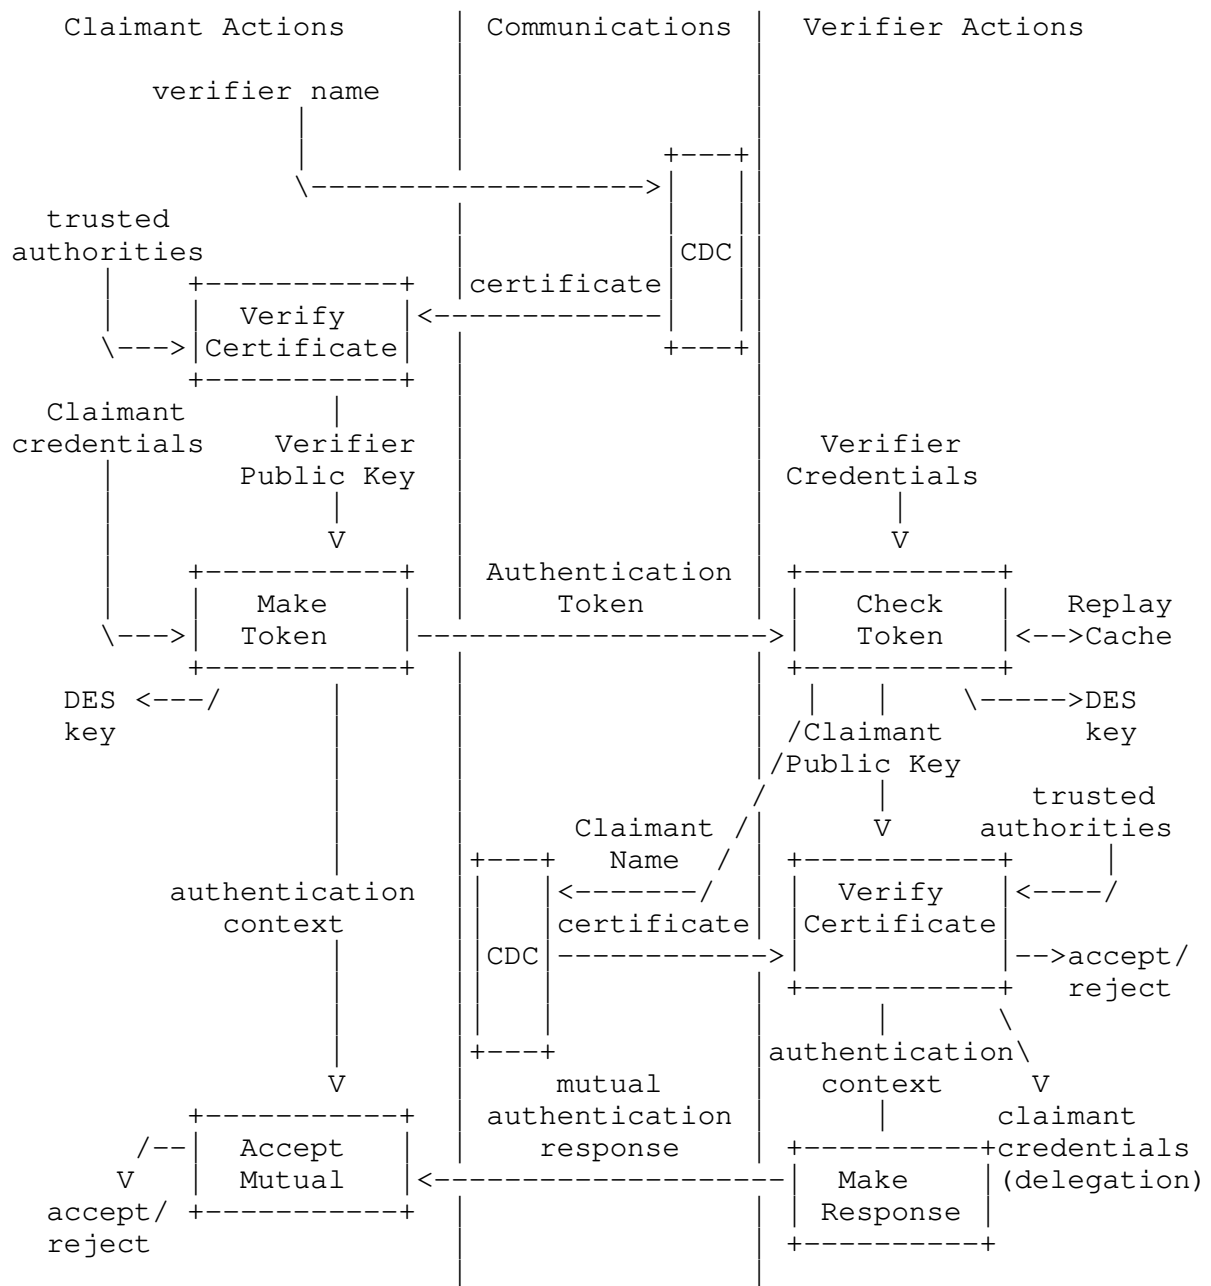 Claimant Actions | Communications | Verifier Actions
verifier name
trusted
authorities
CDC
certificate
Verify
Certificate
Claimant
credentials
Verifier
Public Key
Verifier
Credentials
Make
Token
Authentication
Token
Check
Token
Replay
Cache
DES
key
DES
key
Claimant
Public Key
trusted
authorities
Claimant
Name
authentication
context
CDC
certificate
Verify
Certificate
accept/
reject
authentication
context
mutual
authentication
response
claimant
credentials
(delegation)
Accept
Mutual
Make
Response
accept/
reject